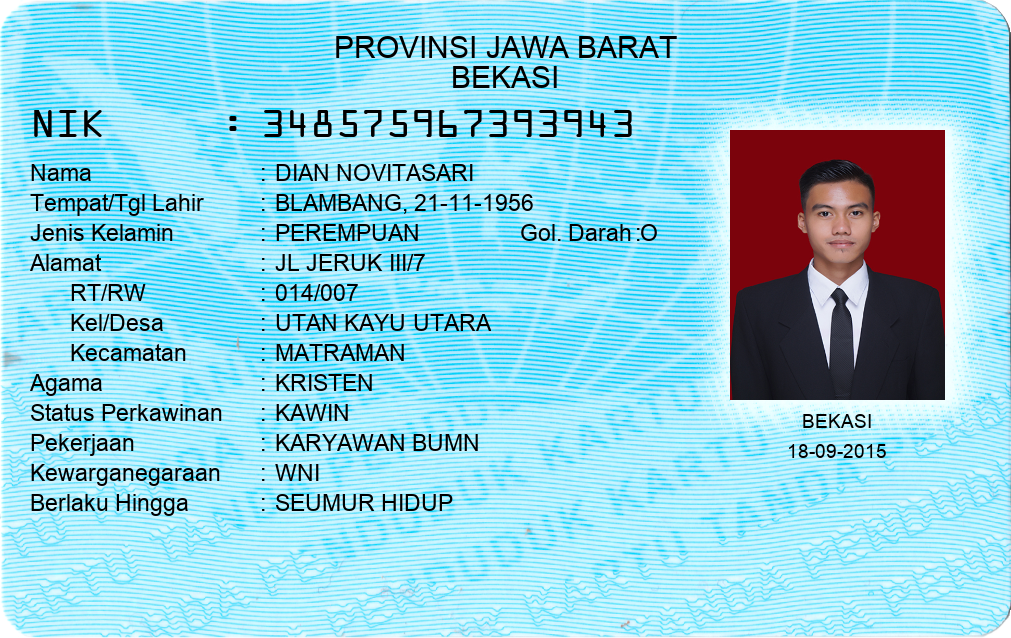 PROVINSI JAWA BARAT
BEKASI
NIK : 348575967393943
Nama : DIAN NOVITASARI
Tempat/Tgl Lahir : BLAMBANG, 21-11-1956
Jenis Kelamin : PEREMPUAN Gol. Darah :O
Alamat : JL JERUK III/7
RT/RW : 014/007
Kel/Desa : UTAN KAYU UTARA
Kecamatan : MATRAMAN
Agama : KRISTEN
Status Perkawinan : KAWIN
Pekerjaan : KARYAWAN BUMN
Kewarganegaraan : WNI
Berlaku Hingga : SEUMUR HIDUP
BEKASI
18-09-2015